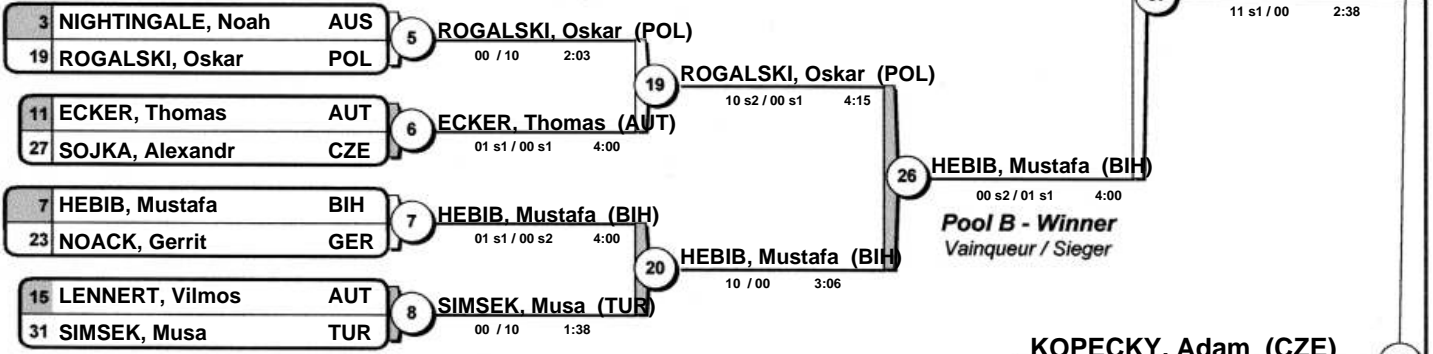 11 s1 / 00 2:38
3 NIGHTINGALE, Noah AUS
19 ROGALSKI, Oskar POL
5
ROGALSKI, Oskar (POL)
00 / 10 2:03
19
ROGALSKI, Oskar (POL)
10 s2 / 00 s1 4:15
11 ECKER, Thomas AUT
27 SOJKA, Alexandr CZE
6
ECKER, Thomas (AUT)
01 s1 / 00 s1 4:00
26
HEBIB, Mustafa (BIH)
00 s2 / 01 s1 4:00
Pool B - Winner
Vainqueur / Sieger
7 HEBIB, Mustafa BIH
23 NOACK, Gerrit GER
7
HEBIB, Mustafa (BIH)
01 s1 / 00 s2 4:00
20
HEBIB, Mustafa (BIH)
10 / 00 3:06
15 LENNERT, Vilmos AUT
31 SIMSEK, Musa TUR
8
SIMSEK, Musa (TUR)
00 / 10 1:38
KOPECKY, Adam (CZE)